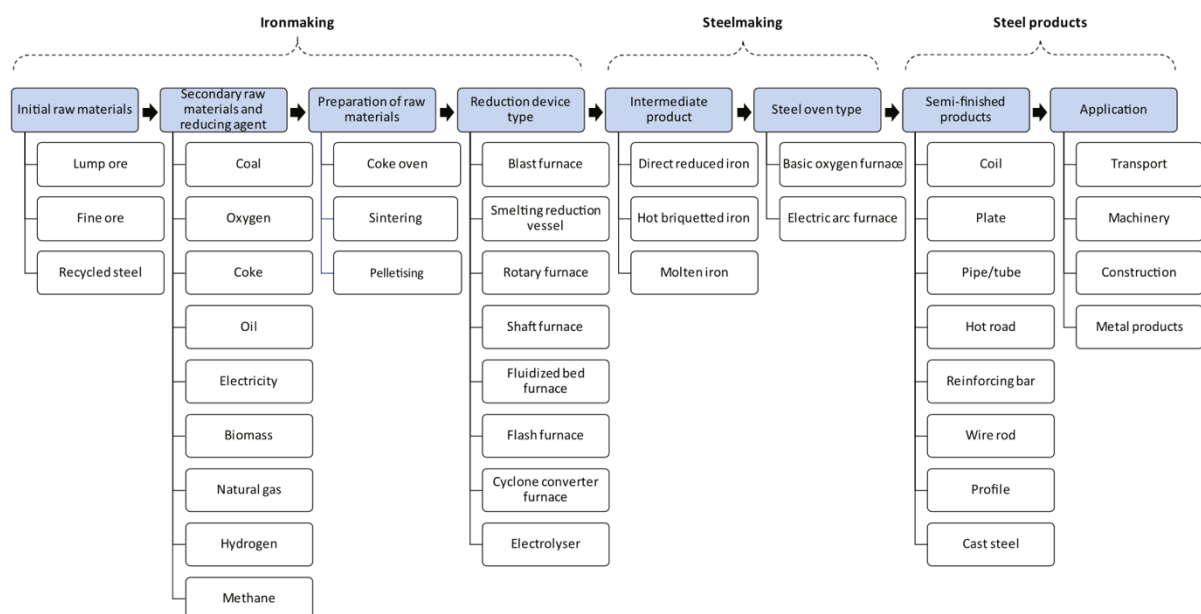 Ironmaking
Steelmaking
Steel products
Initial raw materials
Secondary raw
materials and
reducing agent
Preparation of raw
materials
Reduction device
type
Intermediate
product
Steel oven type
Semi-finished
products
Application
Lump ore
Fine ore
Recycled steel
Coal
Oxygen
Coke
Oil
Electricity
Biomass
Natural gas
Hydrogen
Methane
Coke oven
Sintering
Pelletising
Blast furnace
Smelting reduction
vessel
Rotary furnace
Shaft furnace
Fluidized bed
furnace
Flash furnace
Cyclone converter
furnace
Electrolyser
Direct reduced iron
Hot briquetted iron
Molten iron
Basic oxygen furnace
Electric arc furnace
Coil
Plate
Pipe/tube
Hot road
Reinforcing bar
Wire rod
Profile
Cast steel
Transport
Machinery
Construction
Metal products